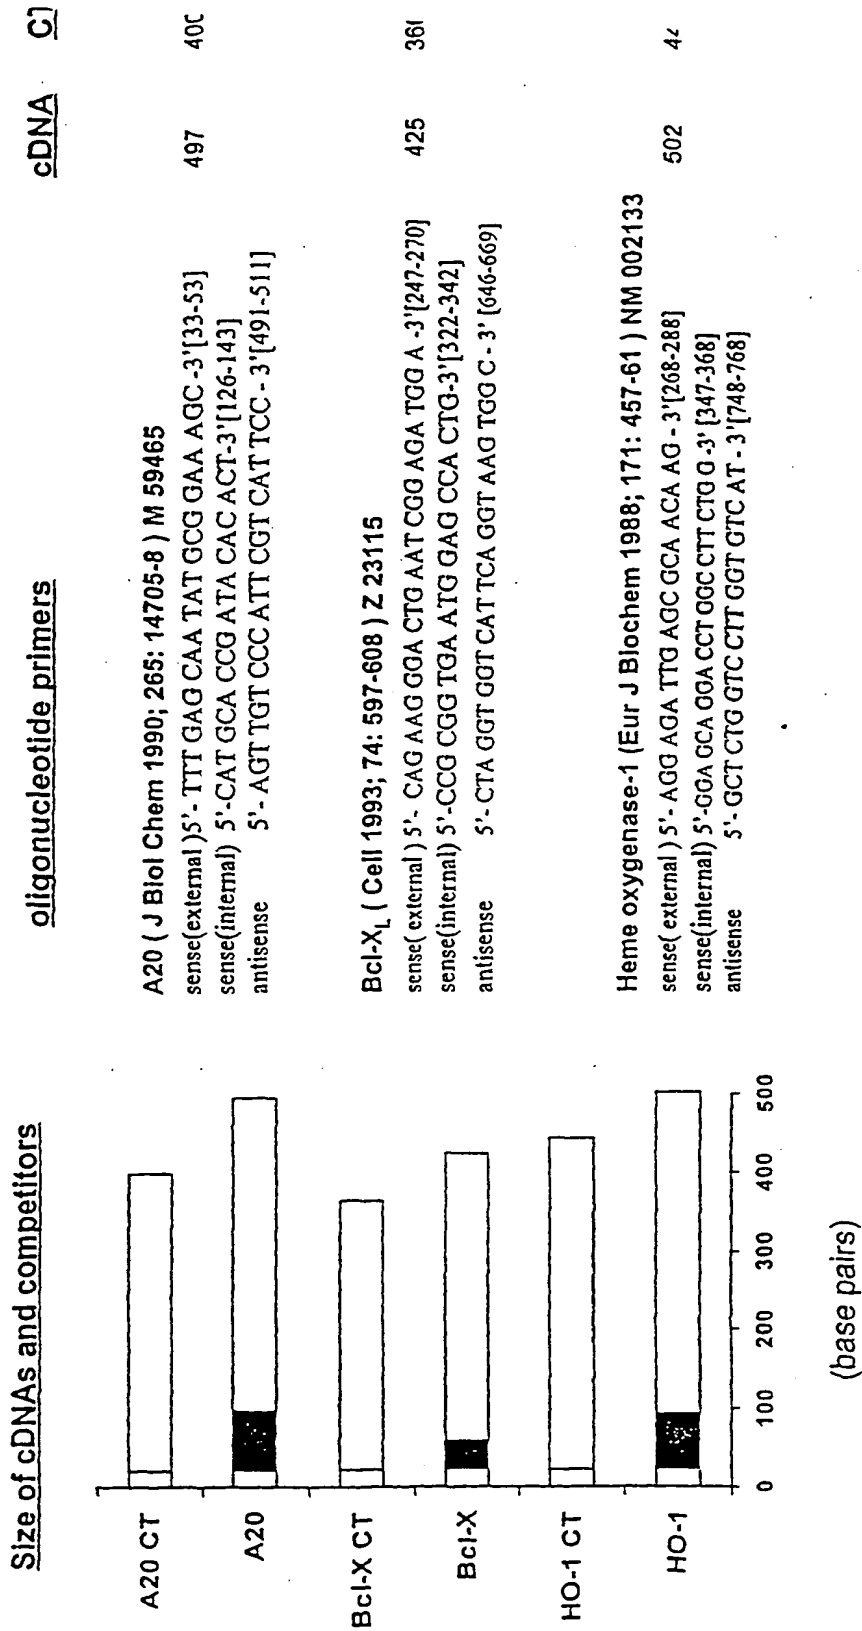 Size of cDNAs and competitors
A20 CT
A20
Bcl-X CT
Bcl-X
HO-1 CT
HO-1
0 100 200 300 400 500
(base pairs)
oligonucleotide primers
cDNA
A20 ( J Biol Chem 1990; 265: 14705-8 ) M 59465
sense(external )5'- TTT GAG CAA TAT GCG GAA AGC -3'[33-53] 497
sense(internal) 5'-CAT GCA CCG ATA CAC ACT-3'[126-143]
antisense 5'- AGT TGT CCC ATT CGT CAT TCC - 3'[491-511]
Bcl-XL ( Cell 1993; 74: 597-608 ) Z 23115
sense( external ) 5'- CAG AAG GGA CTG AAT CGG AGA TGG A -3'[247-270] 425
sense(internal) 5'-CCG CGG TGA ATG GAG CCA CTG-3'[322-342]
antisense 5'- CTA GGT GGT CAT TCA GGT AAG TGG C - 3' [646-669]
Heme oxygenase-1 (Eur J Biochem 1988; 171: 457-61 ) NM 002133
sense( external ) 5'- AGG AGA TTG AGC GCA ACA AG - 3'[268-288] 502
sense(internal) 5'-GGA GCA GGA CCT GGC CTT CTG G -3' [347-368]
antisense 5'- GCT CTG GTC CTT GGT GTC AT - 3'[748-768]